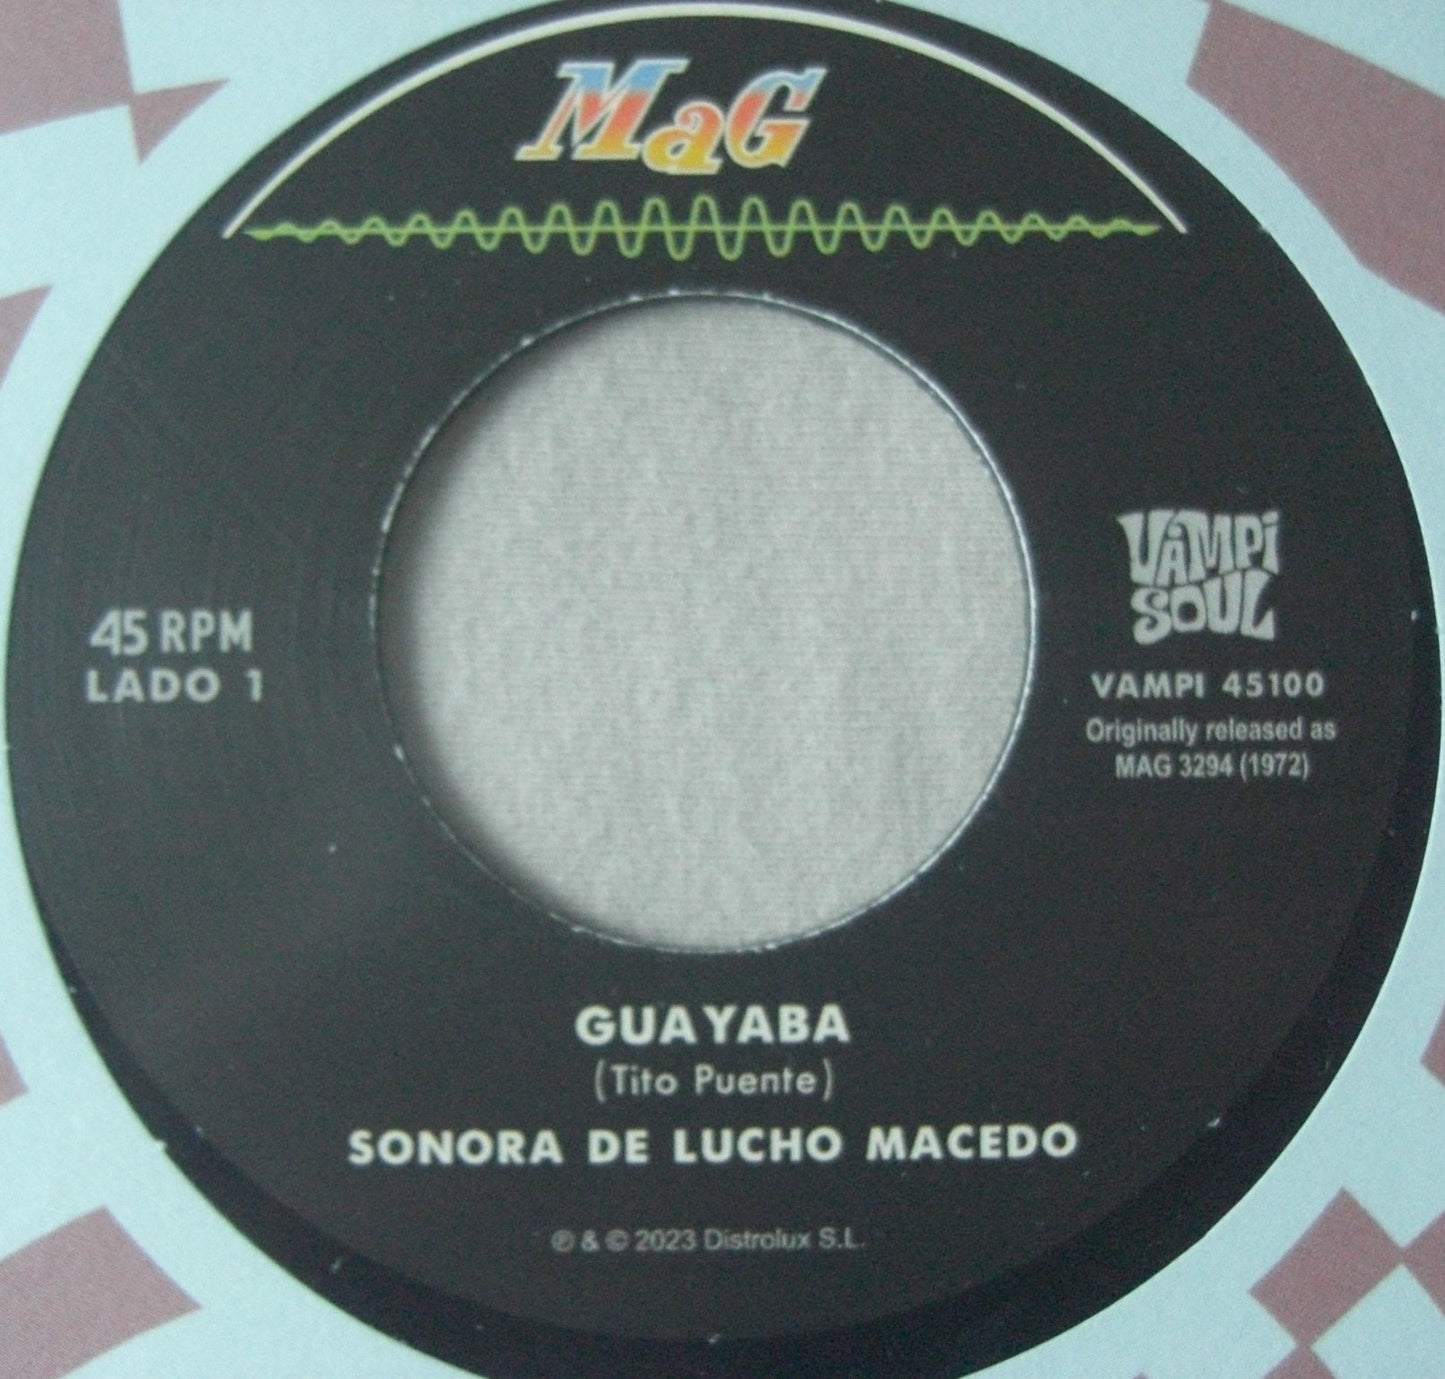 MaG
45 RPM
LADO 1
VAMPI
SOUL
VAMPI 45100
Originally released as
MAG 3294 (1972)
GUAYABA
(Tito Puente)
SONORA DE LUCHO MACEDO
℗ & © 2023 Distrolux S.L.